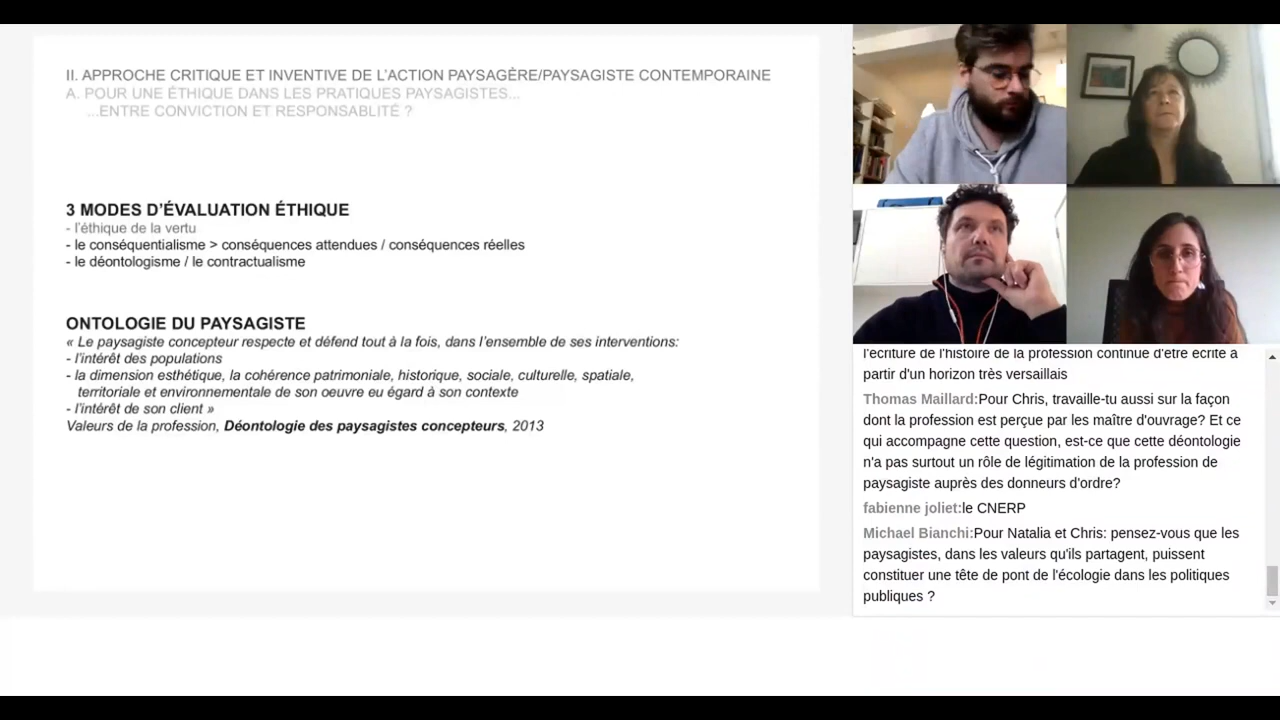 II. APPROCHE CRITIQUE ET INVENTIVE DE L'ACTION PAYSAGÈRE/PAYSAGISTE CONTEMPORAINE
A. POUR UNE ÉTHIQUE DANS LES PRATIQUES PAYSAGISTES...
...ENTRE CONVICTION ET RESPONSABLITÉ ?
3 MODES D'ÉVALUATION ÉTHIQUE
- l'éthique de la vertu
- le conséquentialisme > conséquences attendues / conséquences réelles
- le déontologisme / le contractualisme
ONTOLOGIE DU PAYSAGISTE
« Le paysagiste concepteur respecte et défend tout à la fois, dans l'ensemble de ses interventions:
- l'intérêt des populations
- la dimension esthétique, la cohérence patrimoniale, historique, sociale, culturelle, spatiale,
territoriale et environnementale de son oeuvre eu égard à son contexte
- l'intérêt de son client »
Valeurs de la profession, Déontologie des paysagistes concepteurs, 2013
l'écriture de l'histoire de la profession continue d'être écrite à
partir d'un horizon très versaillais
Thomas Maillard:Pour Chris, travaille-tu aussi sur la façon
dont la profession est perçue par les maître d'ouvrage? Et ce
qui accompagne cette question, est-ce que cette déontologie
n'a pas surtout un rôle de légitimation de la profession de
paysagiste auprès des donneurs d'ordre?
fabienne joliet:le CNERP
Michael Bianchi:Pour Natalia et Chris: pensez-vous que les
paysagistes, dans les valeurs qu'ils partagent, puissent
constituer une tête de pont de l'écologie dans les politiques
publiques ?